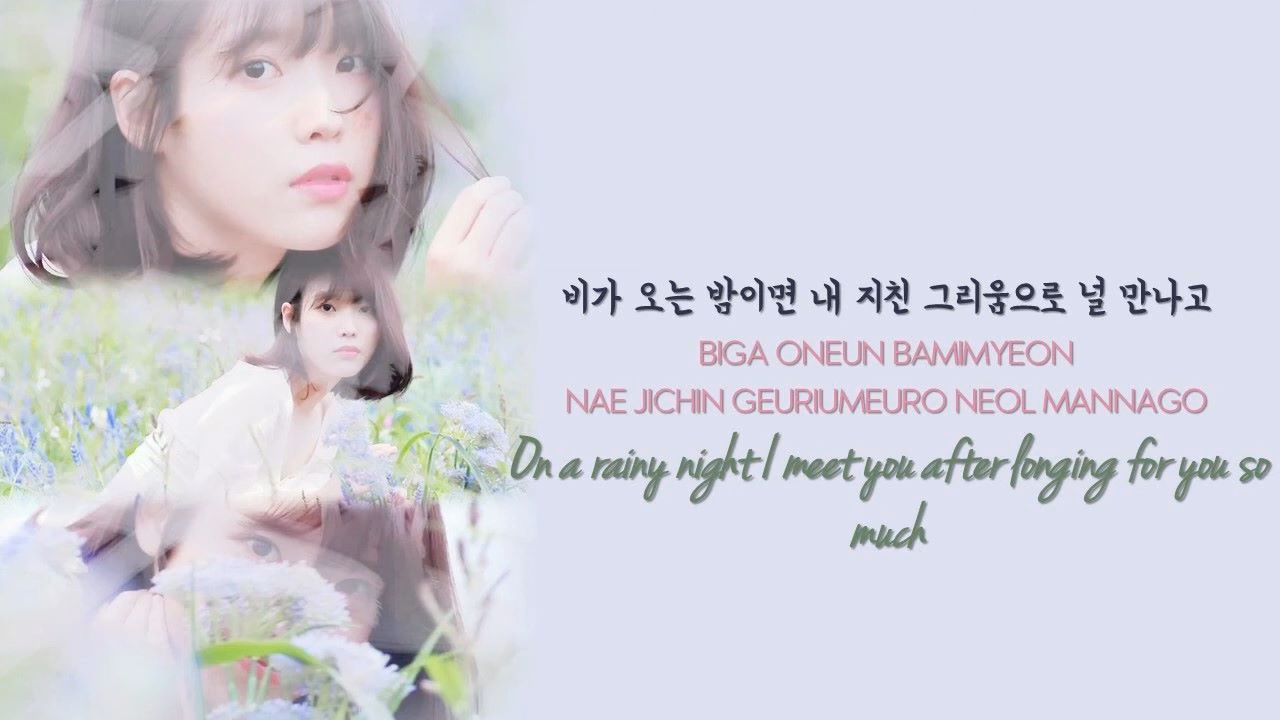 비가 오는 밤이면 내 지친 그리움으로 널 만나고
BIGA ONEUN BAMIMYEON
NAE JICHIN GEURIUMEURO NEOL MANNAGO
On a rainy night I meet you after longing for you so
much